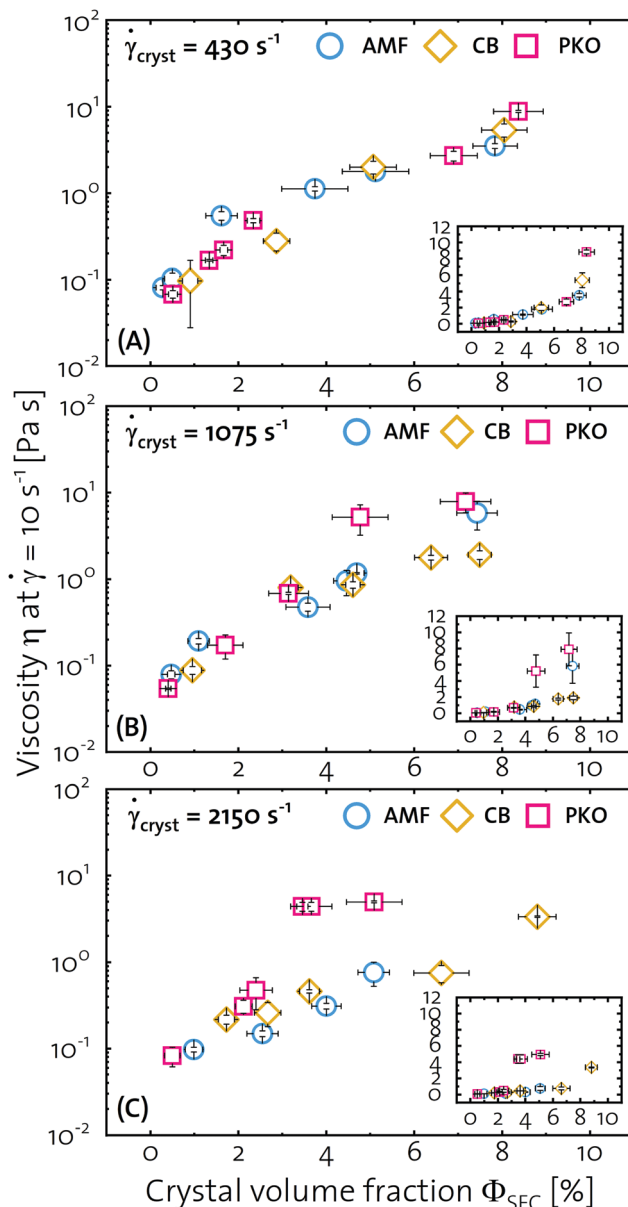 Viscosity η at γ̇ = 10 s⁻¹ [Pa s]
γ̇cryst = 430 s⁻¹ AMF CB PKO
10²
10¹
10⁰
10⁻¹
10⁻²
(A)
0 2 4 6 8 10
12
10
8
6
4
2
0
0 2 4 6 8 10
γ̇cryst = 1075 s⁻¹ AMF CB PKO
10²
10¹
10⁰
10⁻¹
10⁻²
(B)
0 2 4 6 8 10
12
10
8
6
4
2
0
0 2 4 6 8 10
γ̇cryst = 2150 s⁻¹ AMF CB PKO
10²
10¹
10⁰
10⁻¹
10⁻²
(C)
0 2 4 6 8 10
12
10
8
6
4
2
0
0 2 4 6 8 10
Crystal volume fraction ΦSFC [%]